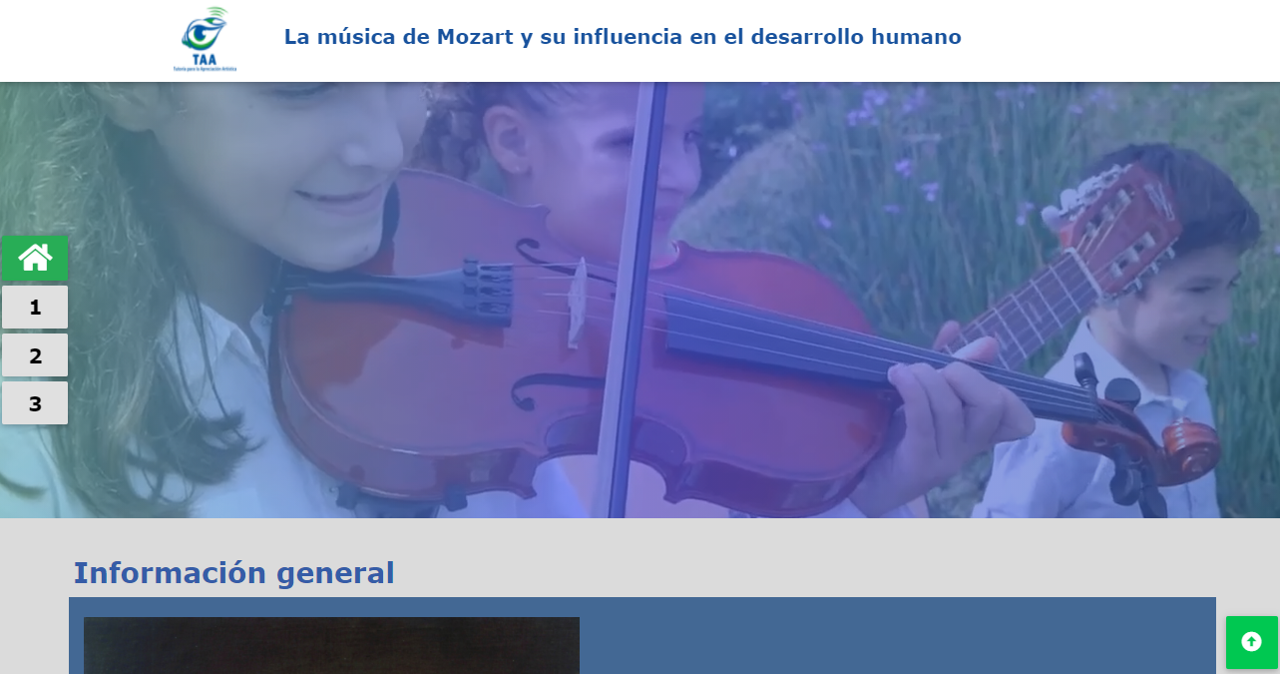 La música de Mozart y su influencia en el desarrollo humano
TAA
Tutoría para la Apreciación Artística
1
2
3
Información general